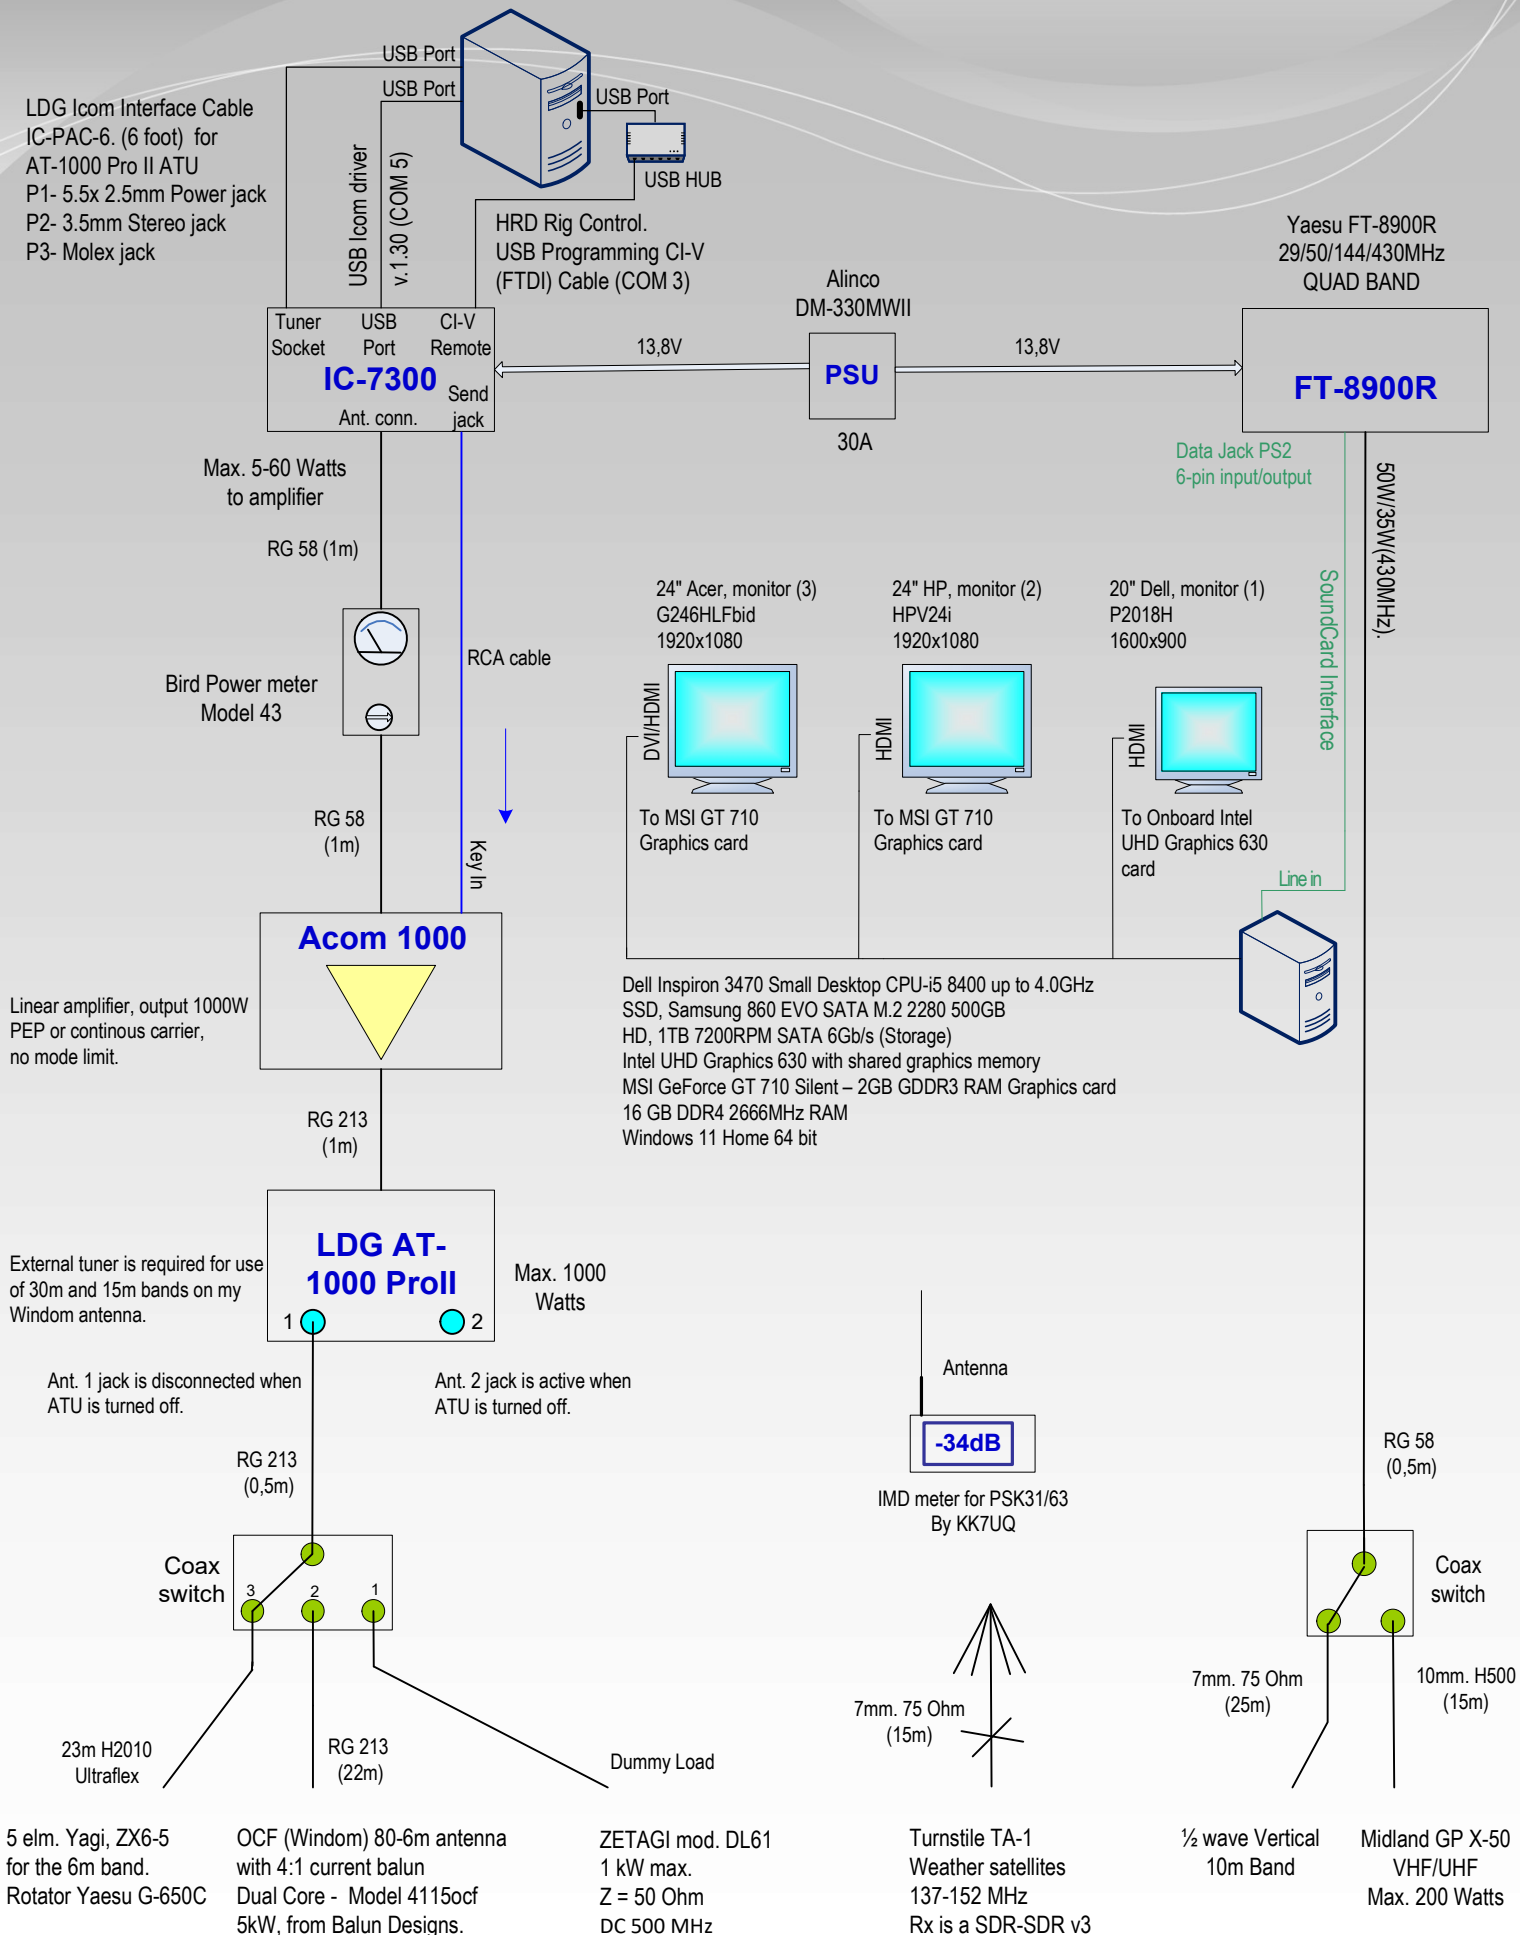 USB Port
USB Port
USB Port
USB HUB
LDG Icom Interface Cable
IC-PAC-6. (6 foot) for
AT-1000 Pro II ATU
P1- 5.5x 2.5mm Power jack
P2- 3.5mm Stereo jack
P3- Molex jack
USB Icom driver
v.1.30 (COM 5)
HRD Rig Control.
USB Programming CI-V
(FTDI) Cable (COM 3)
Tuner
Socket
USB
Port
CI-V
Remote
IC-7300
Send
jack
Ant. conn.
13,8V
Alinco
DM-330MWII
PSU
30A
13,8V
Yaesu FT-8900R
29/50/144/430MHz
QUAD BAND
FT-8900R
Data Jack PS2
6-pin input/output
50W/35W(430MHz).
SoundCard Interface
Line in
Max. 5-60 Watts
to amplifier
RG 58 (1m)
Bird Power meter
Model 43
RCA cable
RG 58
(1m)
Key In
24" Acer, monitor (3)
G246HLFbid
1920x1080
DVI/HDMI
To MSI GT 710
Graphics card
24" HP, monitor (2)
HPV24i
1920x1080
HDMI
To MSI GT 710
Graphics card
20" Dell, monitor (1)
P2018H
1600x900
HDMI
To Onboard Intel
UHD Graphics 630
card
Acom 1000
Linear amplifier, output 1000W
PEP or continous carrier,
no mode limit.
Dell Inspiron 3470 Small Desktop CPU-i5 8400 up to 4.0GHz
SSD, Samsung 860 EVO SATA M.2 2280 500GB
HD, 1TB 7200RPM SATA 6Gb/s (Storage)
Intel UHD Graphics 630 with shared graphics memory
MSI GeForce GT 710 Silent – 2GB GDDR3 RAM Graphics card
16 GB DDR4 2666MHz RAM
Windows 11 Home 64 bit
RG 213
(1m)
LDG AT-
1000 ProII
1
2
External tuner is required for use
of 30m and 15m bands on my
Windom antenna.
Max. 1000
Watts
Ant. 1 jack is disconnected when
ATU is turned off.
Ant. 2 jack is active when
ATU is turned off.
RG 213
(0,5m)
Coax
switch
3
2
1
Antenna
-34dB
IMD meter for PSK31/63
By KK7UQ
RG 58
(0,5m)
Coax
switch
23m H2010
Ultraflex
RG 213
(22m)
Dummy Load
7mm. 75 Ohm
(15m)
7mm. 75 Ohm
(25m)
10mm. H500
(15m)
5 elm. Yagi, ZX6-5
for the 6m band.
Rotator Yaesu G-650C
OCF (Windom) 80-6m antenna
with 4:1 current balun
Dual Core - Model 4115ocf
5kW, from Balun Designs.
ZETAGI mod. DL61
1 kW max.
Z = 50 Ohm
DC 500 MHz
Turnstile TA-1
Weather satellites
137-152 MHz
Rx is a SDR-SDR v3
½ wave Vertical
10m Band
Midland GP X-50
VHF/UHF
Max. 200 Watts